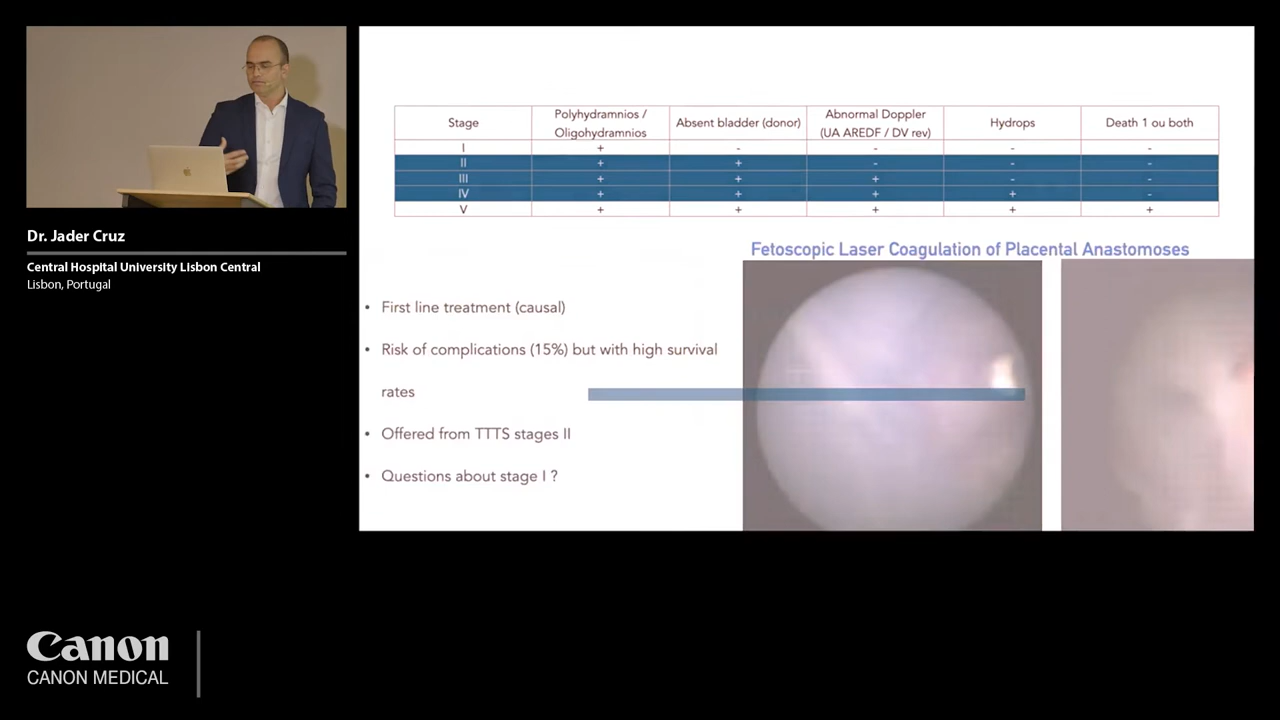 Stage
Polyhydramnios /
Oligohydramnios
Absent bladder (donor)
Abnormal Doppler
(UA AREDF / DV rev)
Hydrops
Death 1 ou both
I + - - - -
II + + - - -
III + + + - -
IV + + + + -
V + + + + +
Dr. Jader Cruz
Central Hospital University Lisbon Central
Lisbon, Portugal
Fetoscopic Laser Coagulation of Placental Anastomoses
• First line treatment (causal)
• Risk of complications (15%) but with high survival
rates
• Offered from TTTS stages II
• Questions about stage I ?
Canon
CANON MEDICAL